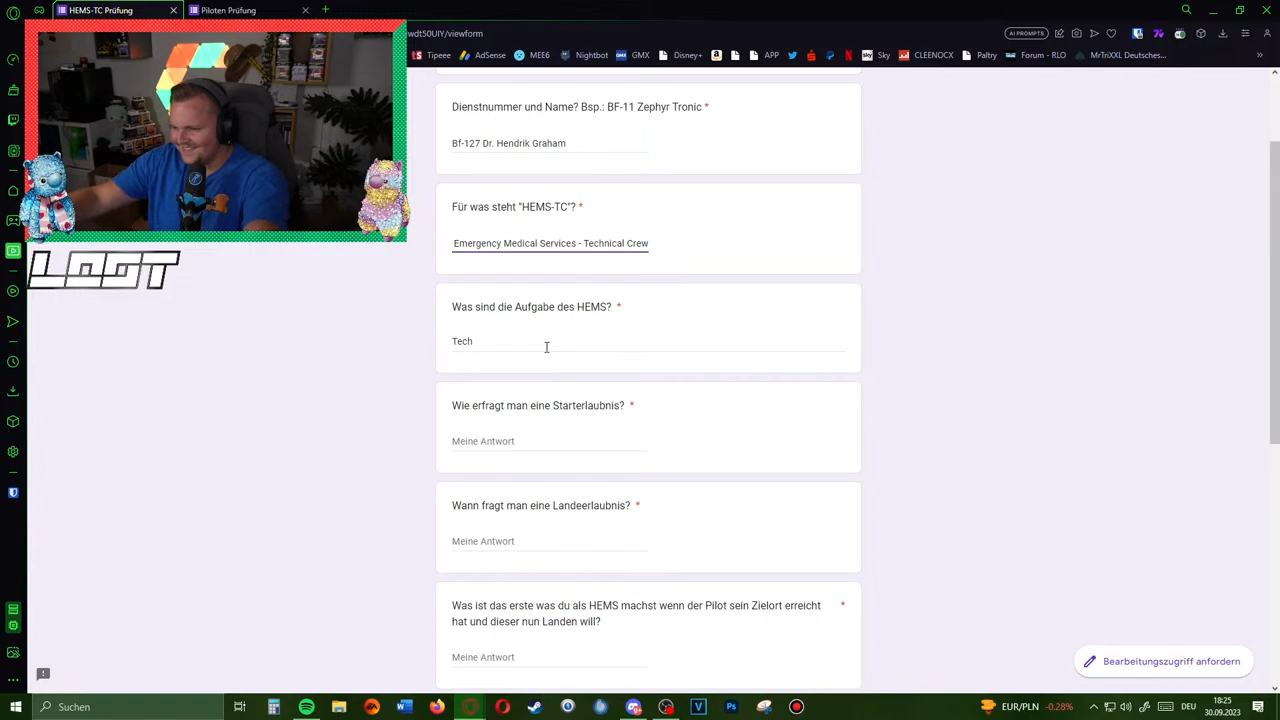 HEMS-TC Prüfung
Piloten Prüfung
wdt50UIY/viewform
AI PROMPTS
Tipeee
AdSense
MEE6
Nightbot
GMX
Disney+
APP
Sky
CLEENOCX
Paltry
Forum - RLO
MrTniXXL Deutsches...
Dienstnummer und Name? Bsp.: BF-11 Zephyr Tronic *
Bf-127 Dr. Hendrik Graham
Für was steht "HEMS-TC"? *
Emergency Medical Services - Technical Crew
LOOT
Was sind die Aufgabe des HEMS? *
Tech
Wie erfragt man eine Starterlaubnis? *
Meine Antwort
Wann fragt man eine Landeerlaubnis? *
Meine Antwort
Was ist das erste was du als HEMS machst wenn der Pilot sein Zielort erreicht *
hat und dieser nun Landen will?
Meine Antwort
Bearbeitungszugriff anfordern
Suchen
EUR/PLN -0.28%
DEU
18:25
30.09.2023